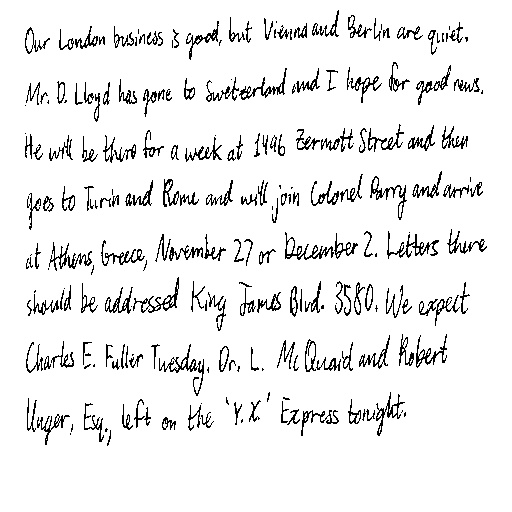 Our London business is good, but Vienna and Berlin are quiet.
Mr. D. Lloyd has gone to Switzerland and I hope for good news.
He will be there for a week at 1496 Zermott Street and then
goes to Turin and Rome and will join Colonel Parry and arrive
at Athens, Greece, November 27 or December 2. Letters there
should be addressed King James Blvd. 3580. We expect
Charles E. Fuller Tuesday. Dr. L. McQuaid and Robert
Unger, Esq., left on the 'Y.X.' Express tonight.